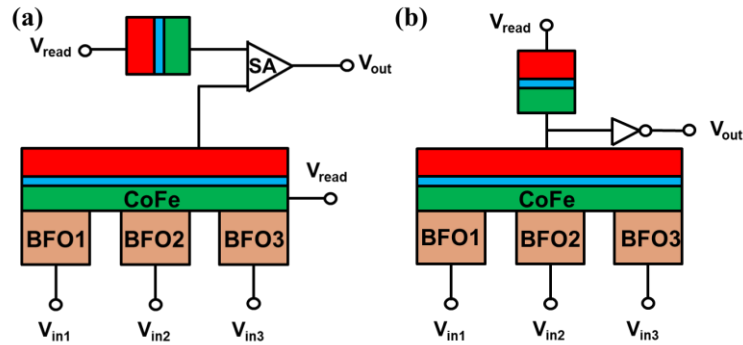 (a)
V_read
SA
V_out
V_read
CoFe
BFO1 BFO2 BFO3
V_in1 V_in2 V_in3
(b)
V_read
V_out
CoFe
BFO1 BFO2 BFO3
V_in1 V_in2 V_in3